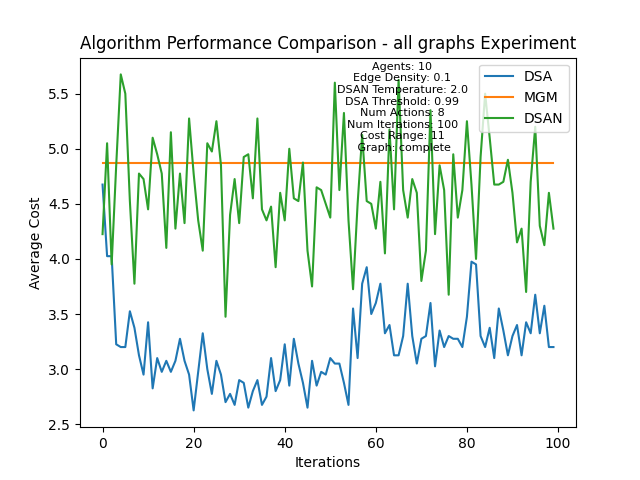 Algorithm Performance Comparison - all graphs Experiment
Agents: 10
Edge Density: 0.1
DSAN Temperature: 2.0
DSA Threshold: 0.99
Num Actions: 8
Num Iterations: 100
Cost Range: 11
Graph: complete
DSA
MGM
DSAN
Average Cost
5.5
5.0
4.5
4.0
3.5
3.0
2.5
0
20
40
60
80
100
Iterations